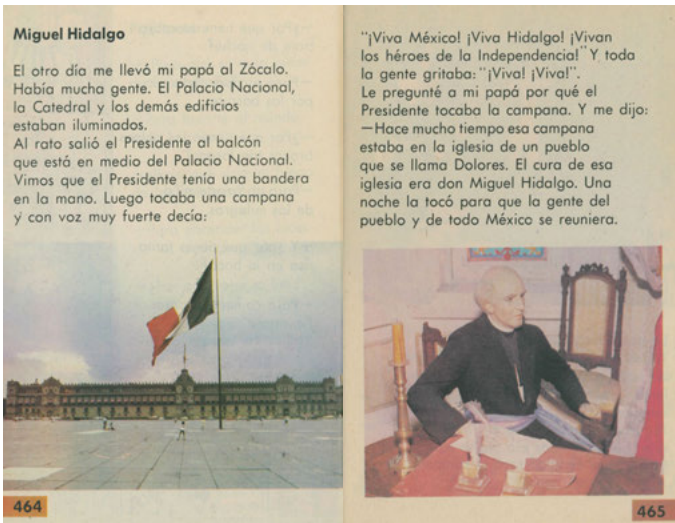 Miguel Hidalgo
El otro día me llevó mi papá al Zócalo.
Había mucha gente. El Palacio Nacional,
la Catedral y los demás edificios
estaban iluminados.
Al rato salió el Presidente al balcón
que está en medio del Palacio Nacional.
Vimos que el Presidente tenía una bandera
en la mano. Luego tocaba una campana
y con voz muy fuerte decía:
464
"¡Viva México! ¡Viva Hidalgo! ¡Vivan
los héroes de la Independencia!" Y toda
la gente gritaba: "¡Viva! ¡Viva!".
Le pregunté a mi papá por qué el
Presidente tocaba la campana. Y me dijo:
—Hace mucho tiempo esa campana
estaba en la iglesia de un pueblo
que se llama Dolores. El cura de esa
iglesia era don Miguel Hidalgo. Una
noche la tocó para que la gente del
pueblo y de todo México se reuniera.
465